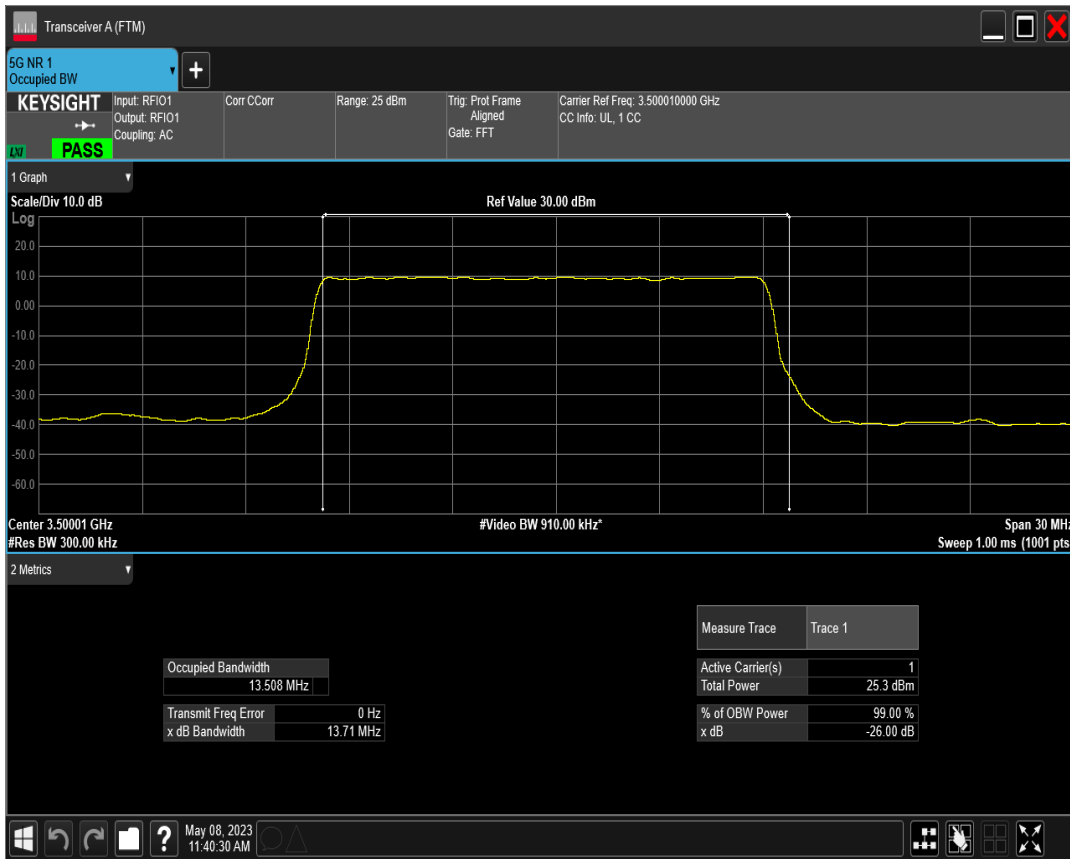 Transceiver A (FTM)
5G NR 1
Occupied BW
KEYSIGHT
LXI
PASS
Input: RFIO1
Output: RFIO1
Coupling: AC
Corr CCorr
Range: 25 dBm
Trig: Prot Frame
Aligned
Gate: FFT
Carrier Ref Freq: 3.500010000 GHz
CC Info: UL, 1 CC
1 Graph
Scale/Div 10.0 dB
Ref Value 30.00 dBm
Log
20.0
10.0
0.00
-10.0
-20.0
-30.0
-40.0
-50.0
-60.0
Center 3.50001 GHz
#Video BW 910.00 kHz*
Span 30 MHz
#Res BW 300.00 kHz
Sweep 1.00 ms (1001 pts
2 Metrics
Measure Trace Trace 1
Occupied Bandwidth
13.508 MHz
Active Carrier(s) 1
Total Power 25.3 dBm
Transmit Freq Error 0 Hz
x dB Bandwidth 13.71 MHz
% of OBW Power 99.00 %
x dB -26.00 dB
?
May 08, 2023
11:40:30 AM